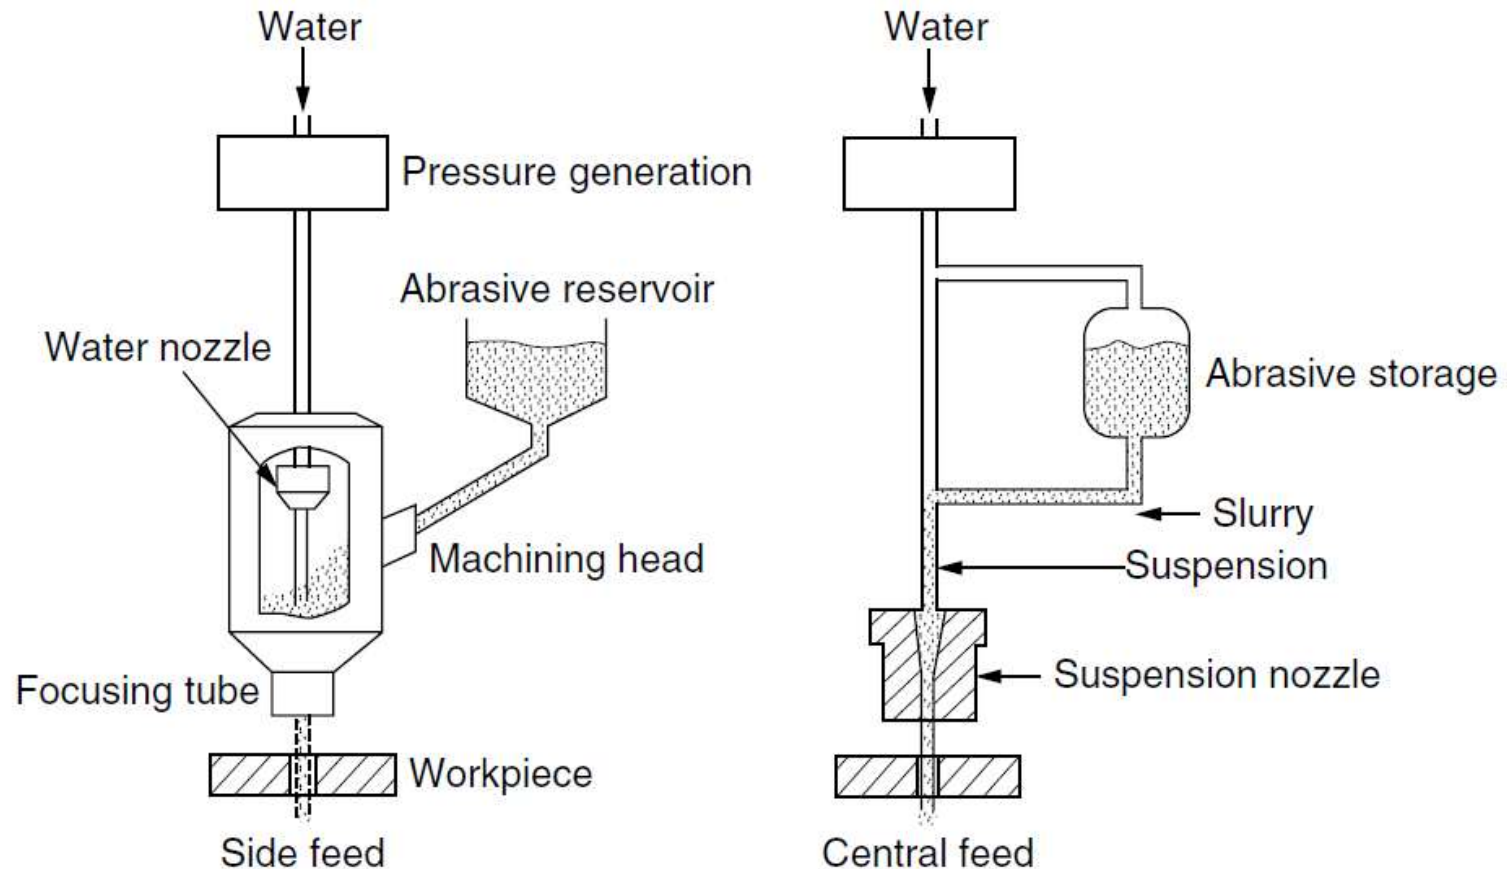 Water
Pressure generation
Abrasive reservoir
Water nozzle
Machining head
Focusing tube
Workpiece
Side feed
Water
Abrasive storage
Slurry
Suspension
Suspension nozzle
Central feed